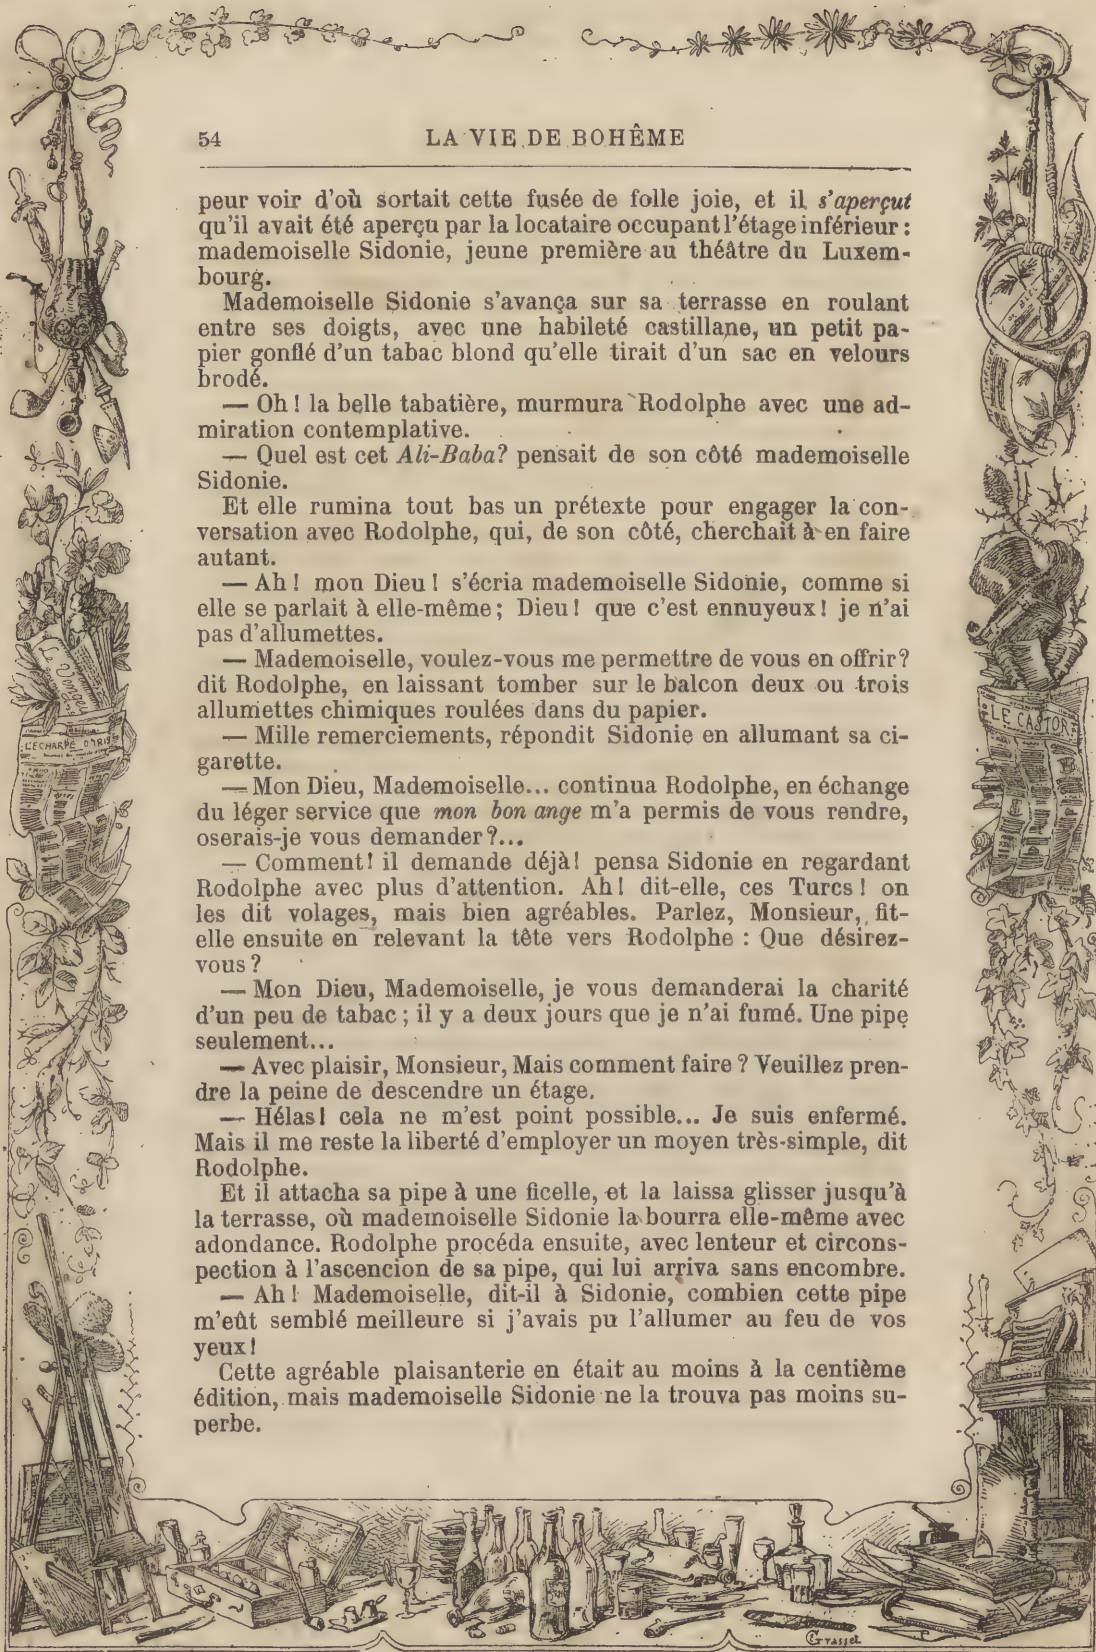 54 LA VIE DE BOHÊME
peur voir d'où sortait cette fusée de folle joie, et il s'aperçut
qu'il avait été aperçu par la locataire occupant l'étage inférieur :
mademoiselle Sidonie, jeune première au théâtre du Luxem-
bourg.
Mademoiselle Sidonie s'avança sur sa terrasse en roulant
entre ses doigts, avec une habileté castillane, un petit pa-
pier gonflé d'un tabac blond qu'elle tirait d'un sac en velours
brodé.
— Oh ! la belle tabatière, murmura Rodolphe avec une ad-
miration contemplative.
— Quel est cet Ali-Baba? pensait de son côté mademoiselle
Sidonie.
Et elle rumina tout bas un prétexte pour engager la con-
versation avec Rodolphe, qui, de son côté, cherchait à en faire
autant.
— Ah ! mon Dieu ! s'écria mademoiselle Sidonie, comme si
elle se parlait à elle-même ; Dieu ! que c'est ennuyeux ! je n'ai
pas d'allumettes.
— Mademoiselle, voulez-vous me permettre de vous en offrir?
dit Rodolphe, en laissant tomber sur le balcon deux ou trois
allumettes chimiques roulées dans du papier.
— Mille remerciements, répondit Sidonie en allumant sa ci-
garette.
— Mon Dieu, Mademoiselle... continua Rodolphe, en échange
du léger service que mon bon ange m'a permis de vous rendre,
oserais-je vous demander ?...
— Comment! il demande déjà! pensa Sidonie en regardant
Rodolphe avec plus d'attention. Ah! dit-elle, ces Turcs ! on
les dit volages, mais bien agréables. Parlez, Monsieur, fit-
elle ensuite en relevant la tête vers Rodolphe : Que désirez-
vous ?
— Mon Dieu, Mademoiselle, je vous demanderai la charité
d'un peu de tabac ; il y a deux jours que je n'ai fumé. Une pipe
seulement...
— Avec plaisir, Monsieur, Mais comment faire ? Veuillez pren-
dre la peine de descendre un étage.
— Hélas! cela ne m'est point possible... Je suis enfermé.
Mais il me reste la liberté d'employer un moyen très-simple, dit
Rodolphe.
Et il attacha sa pipe à une ficelle, et la laissa glisser jusqu'à
la terrasse, où mademoiselle Sidonie la bourra elle-même avec
adondance. Rodolphe procéda ensuite, avec lenteur et circons-
pection à l'ascencion de sa pipe, qui lui arriva sans encombre.
— Ah ! Mademoiselle, dit-il à Sidonie, combien cette pipe
m'eût semblé meilleure si j'avais pu l'allumer au feu de vos
yeux !
Cette agréable plaisanterie en était au moins à la centième
édition, mais mademoiselle Sidonie ne la trouva pas moins su-
perbe.
L'ECHARPE D'IRIS
LE CASTOR
Grasset